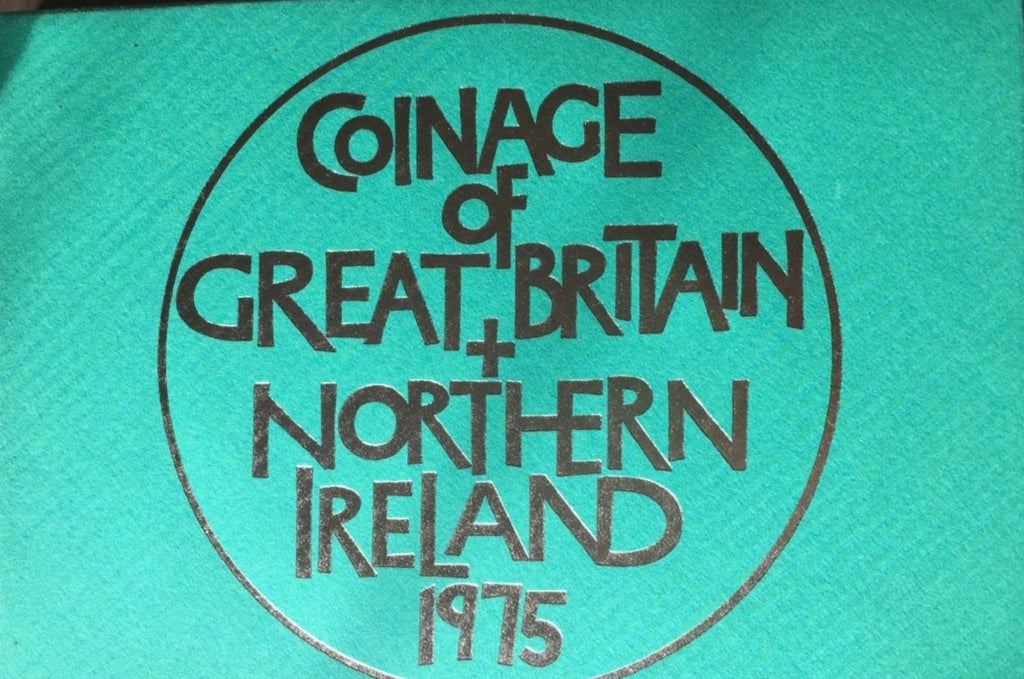 COINAGE
OF
GREAT BRITAIN
+
NORTHERN
IRELAND
1975